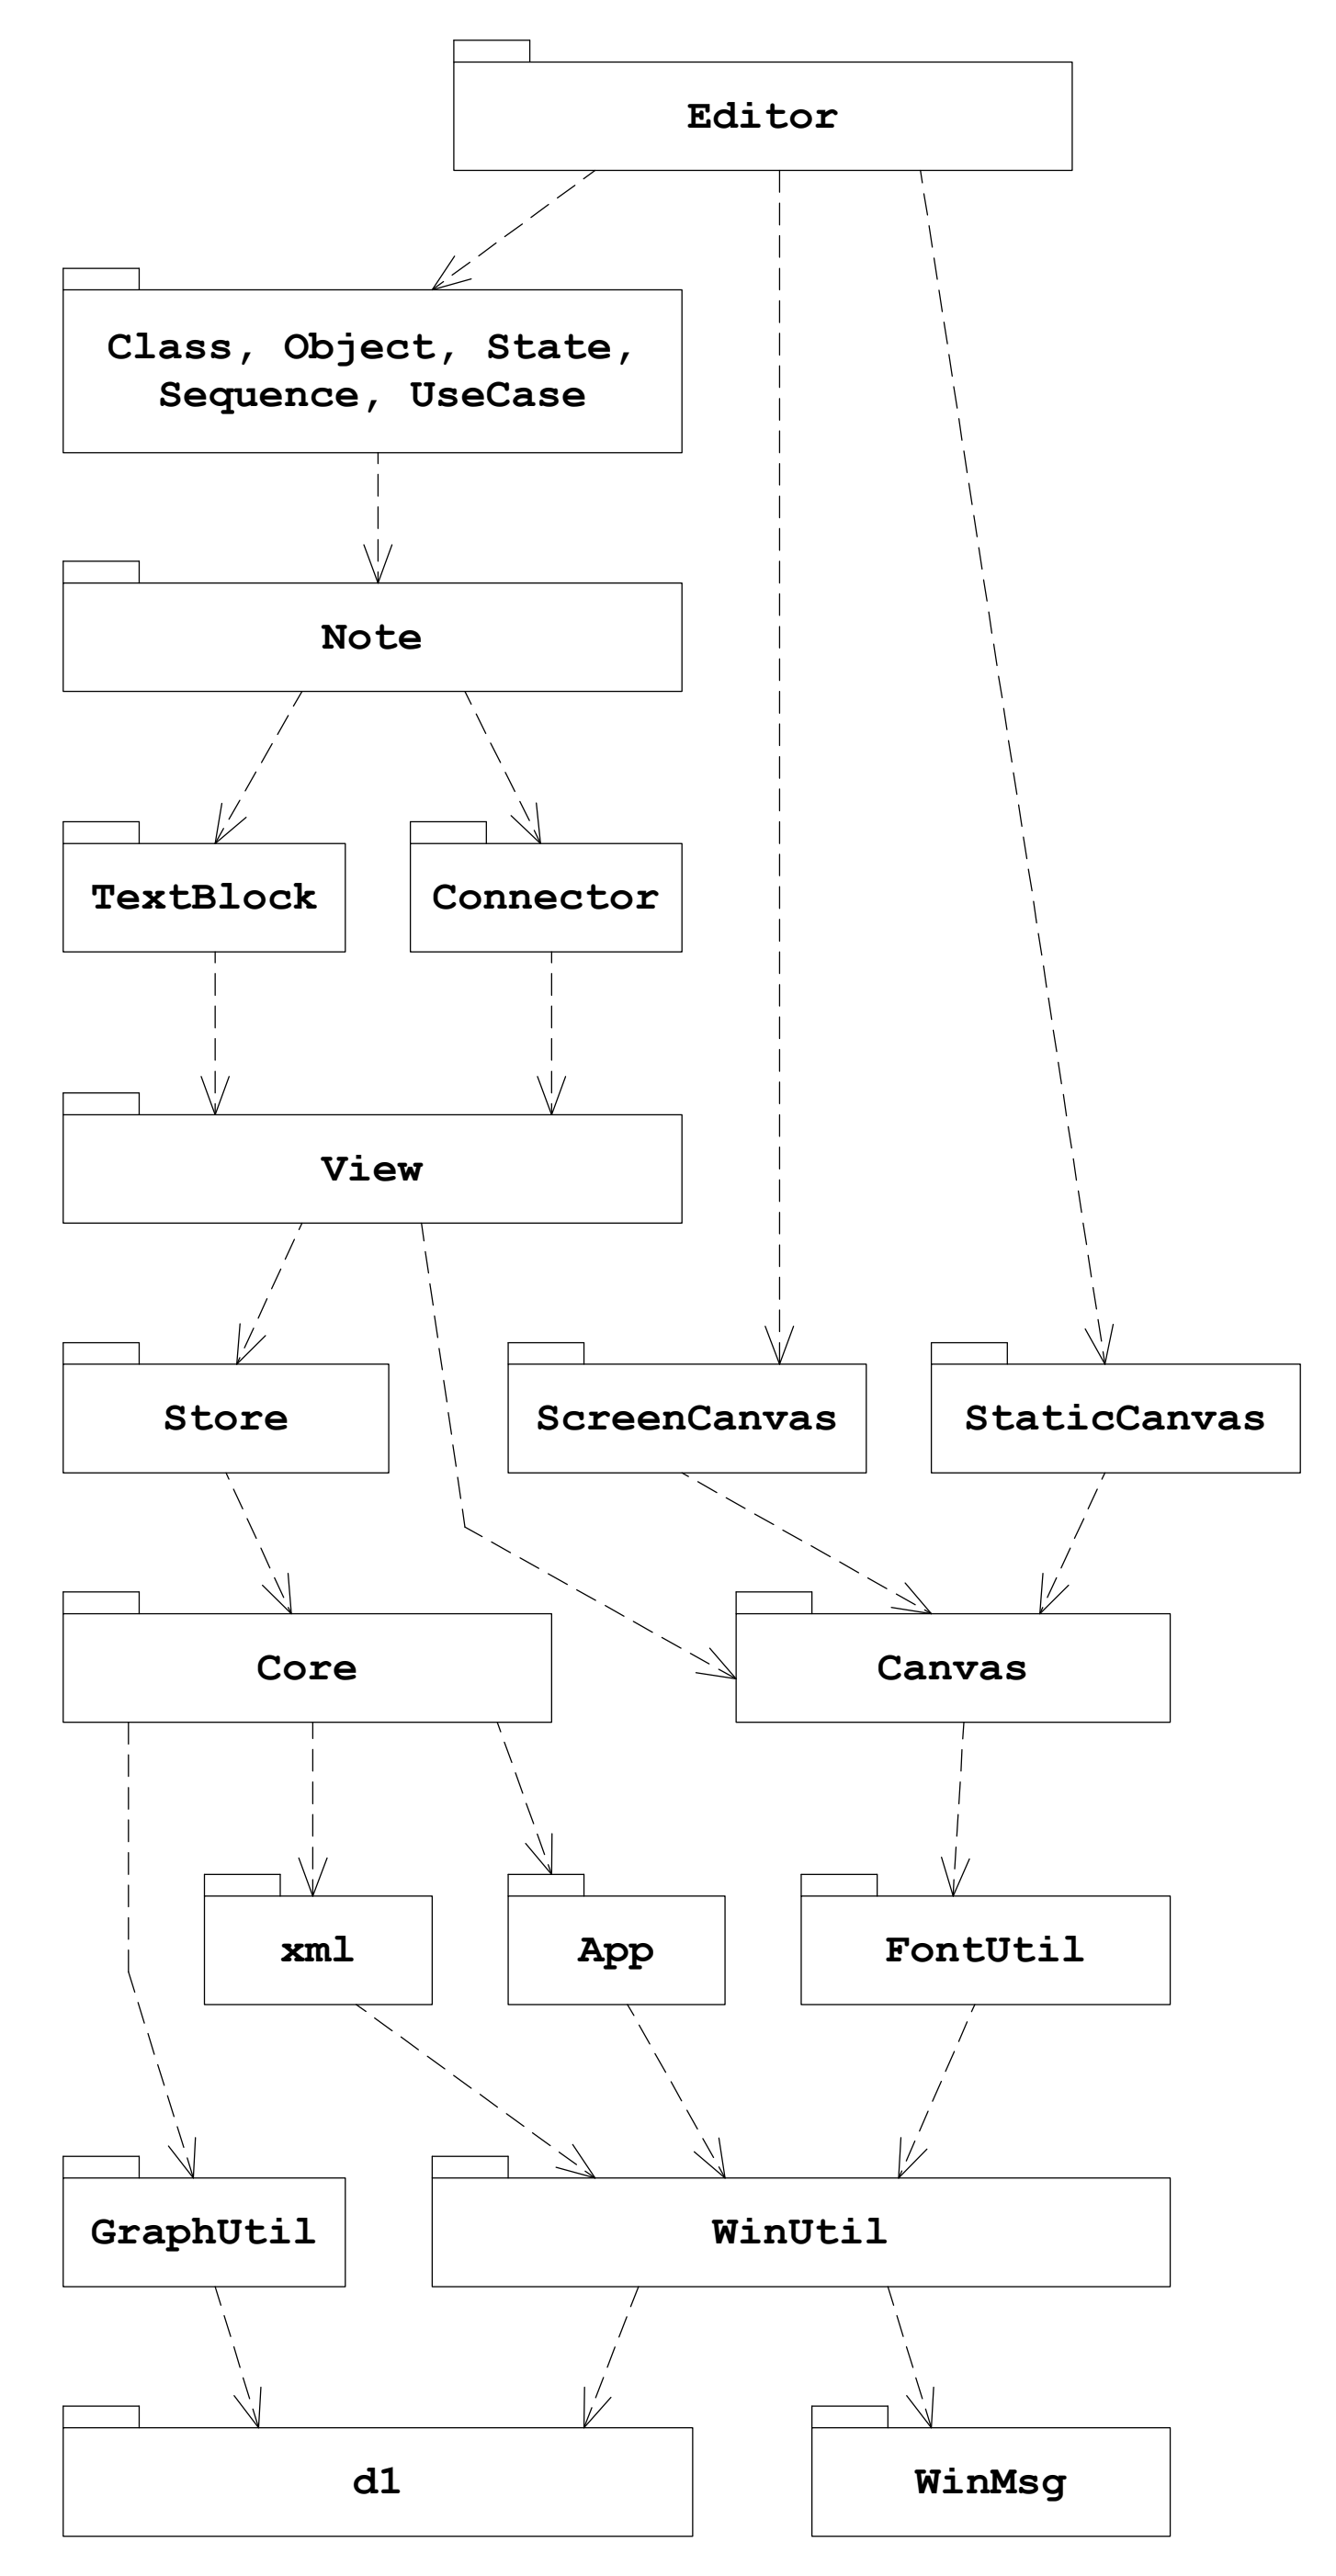 Editor
Class, Object, State,
Sequence, UseCase
Note
TextBlock
Connector
View
Store
ScreenCanvas
StaticCanvas
Core
Canvas
xml
App
FontUtil
GraphUtil
WinUtil
d1
WinMsg